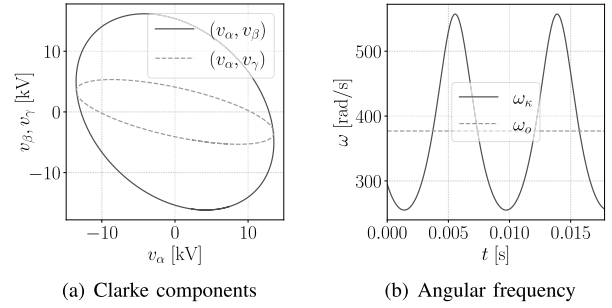 10
0
−10
v_β, v_γ [kV]
(v_α, v_β)
(v_α, v_γ)
−10
0
10
v_α [kV]
(a) Clarke components
500
400
300
ω [rad/s]
ω_κ
ω_o
0.000
0.005
0.010
0.015
t [s]
(b) Angular frequency